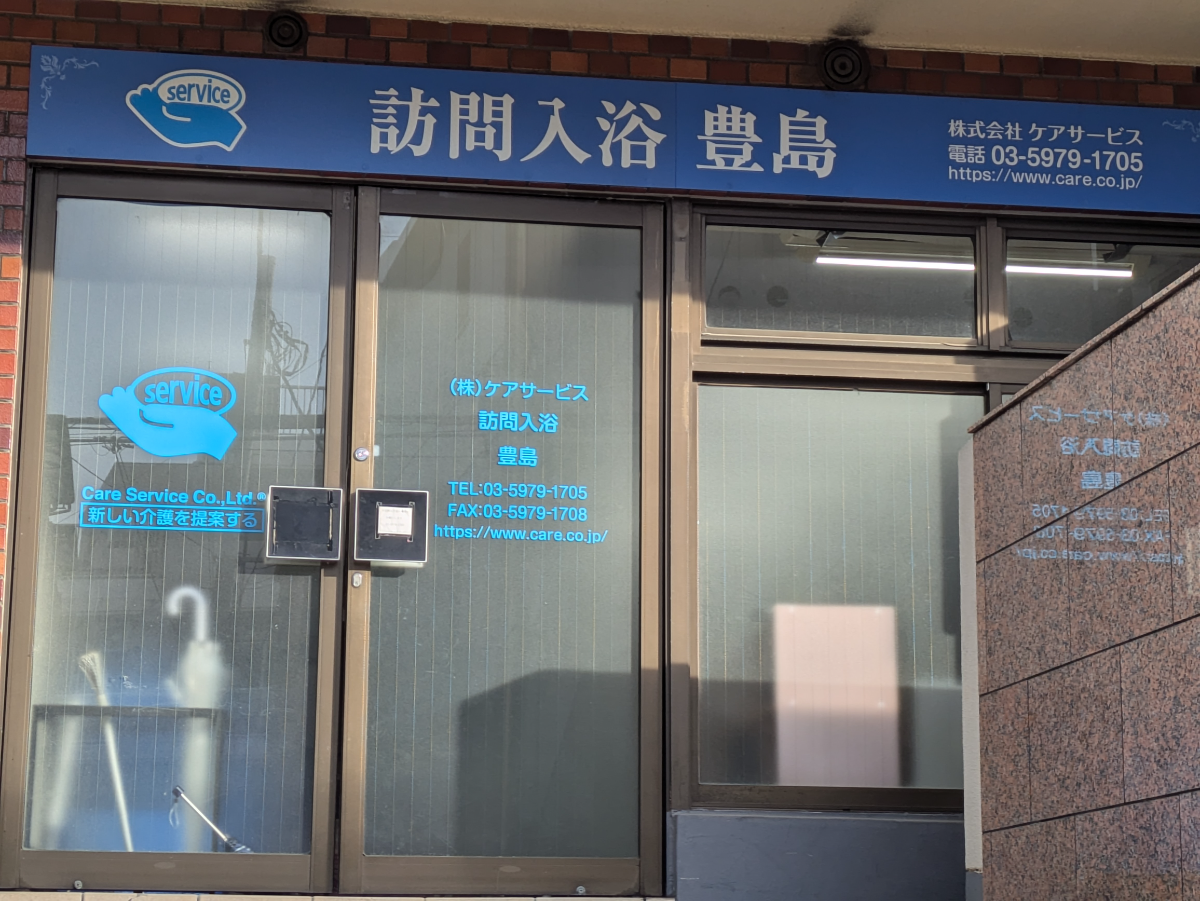 service
訪問入浴 豊島
株式会社 ケアサービス
電話 03-5979-1705
https://www.care.co.jp/
service
Care Service Co.,Ltd.®
新しい介護を提案する
(株)ケアサービス
訪問入浴
豊島
TEL:03-5979-1705
FAX:03-5979-1708
https://www.care.co.jp/